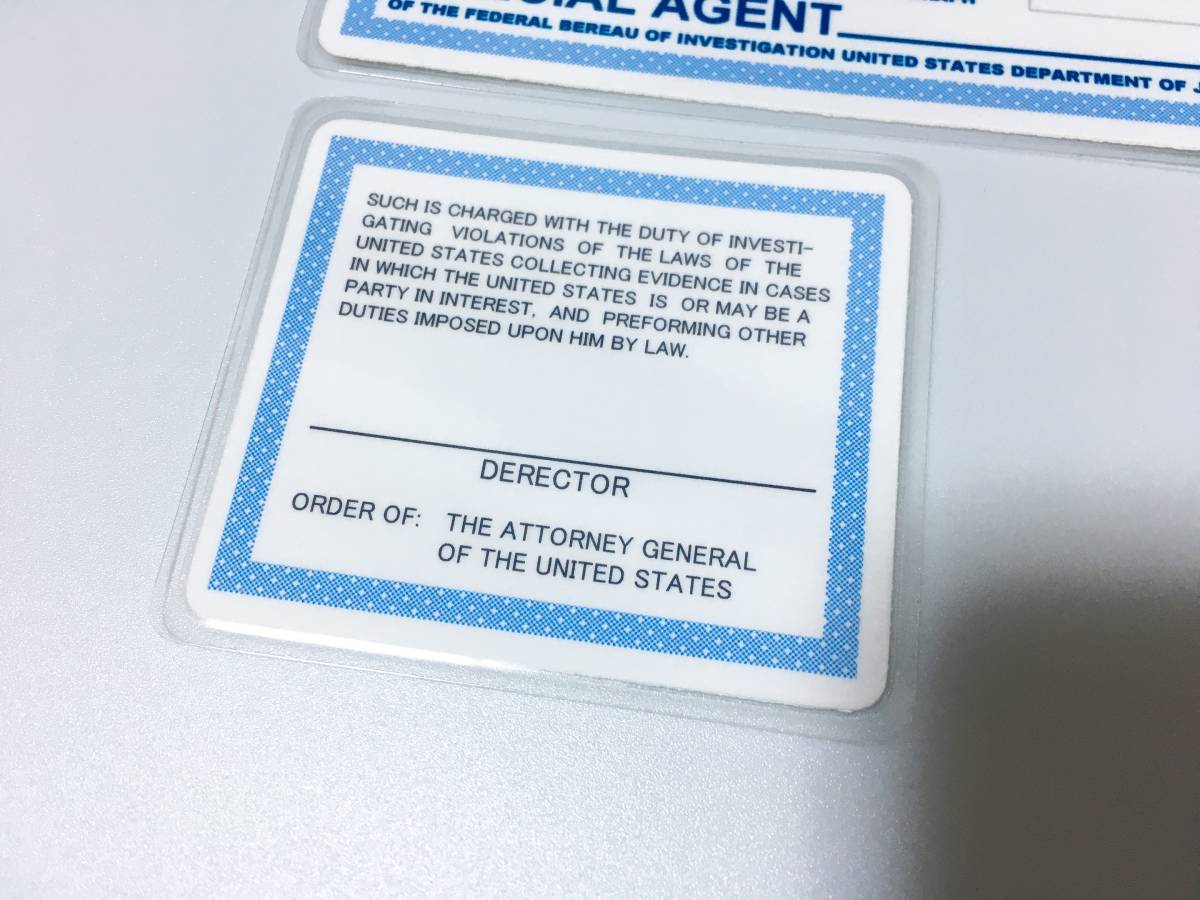 SPECIAL AGENT
OF THE FEDERAL BEREAU OF INVESTIGATION UNITED STATES DEPARTMENT OF
SUCH IS CHARGED WITH THE DUTY OF INVESTI-
GATING VIOLATIONS OF THE LAWS OF THE
UNITED STATES COLLECTING EVIDENCE IN CASES
IN WHICH THE UNITED STATES IS OR MAY BE A
PARTY IN INTEREST, AND PREFORMING OTHER
DUTIES IMPOSED UPON HIM BY LAW.
DERECTOR
ORDER OF: THE ATTORNEY GENERAL
OF THE UNITED STATES